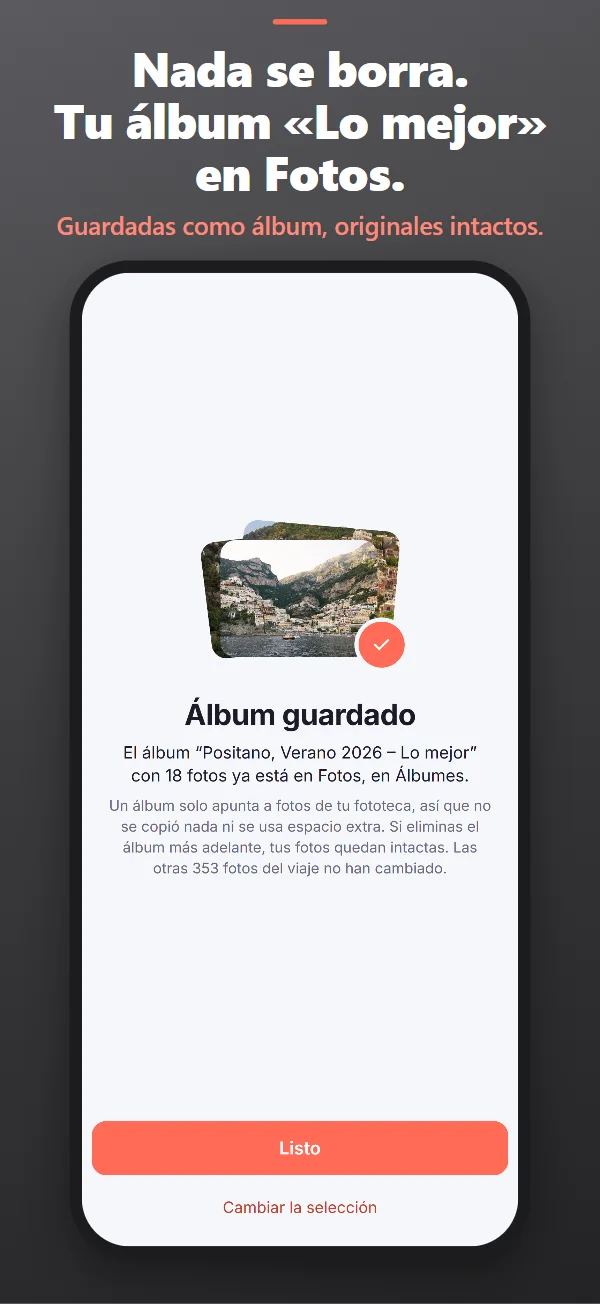 Nada se borra.
Tu álbum «Lo mejor»
en Fotos.
Guardadas como álbum, originales intactos.
Álbum guardado
El álbum “Positano, Verano 2026 – Lo mejor”
con 18 fotos ya está en Fotos, en Álbumes.
Un álbum solo apunta a fotos de tu fototeca, así que no
se copió nada ni se usa espacio extra. Si eliminas el
álbum más adelante, tus fotos quedan intactas. Las
otras 353 fotos del viaje no han cambiado.
Listo
Cambiar la selección